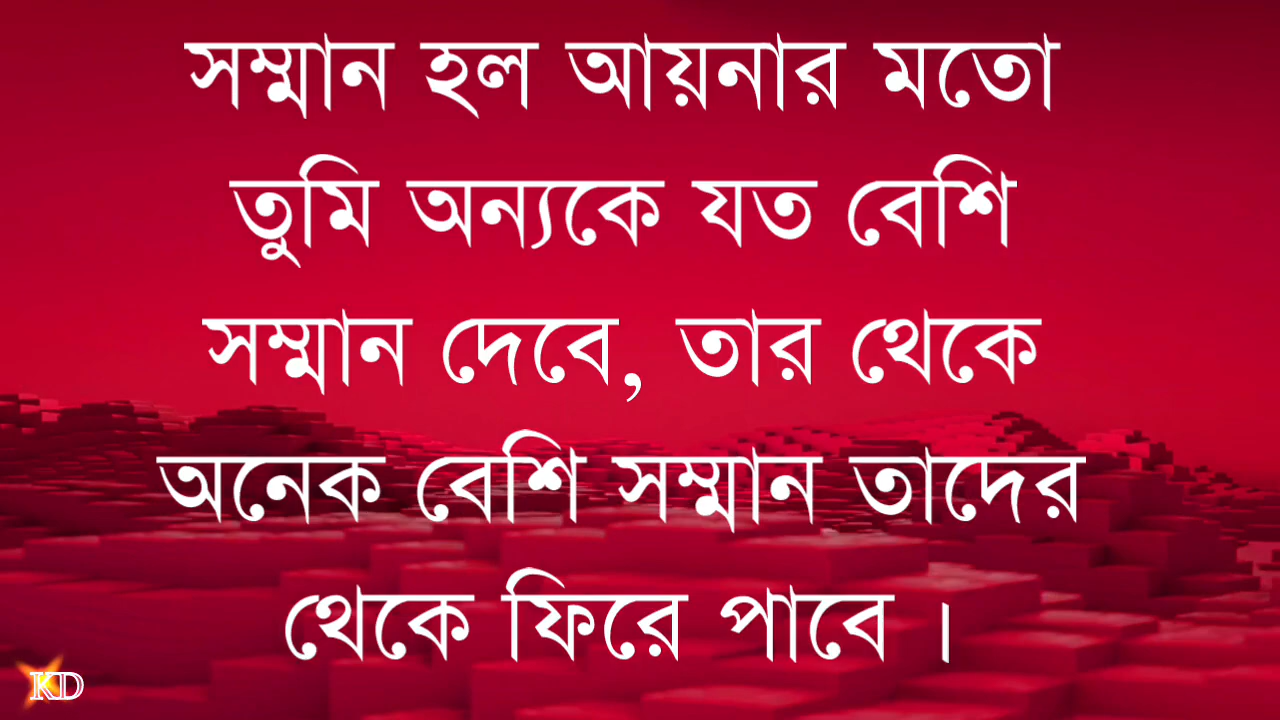 সম্মান হল আয়নার মতো
তুমি অন্যকে যত বেশি
সম্মান দেবে, তার থেকে
অনেক বেশি সম্মান তাদের
থেকে ফিরে পাবে ।
KD